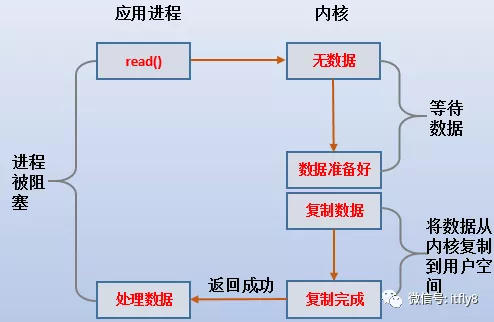 应用进程
内核
read()
无数据
等待
数据
进程
被阻
塞
数据准备好
复制数据
将数据从
内核复制
到用户空
间
返回成功
处理数据
复制完成
微信号: itfly8